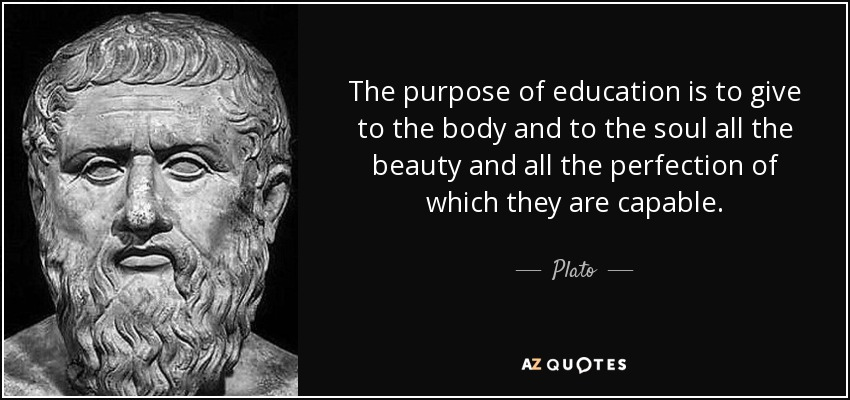 The purpose of education is to give
to the body and to the soul all the
beauty and all the perfection of
which they are capable.
Plato
AZ QUOTES